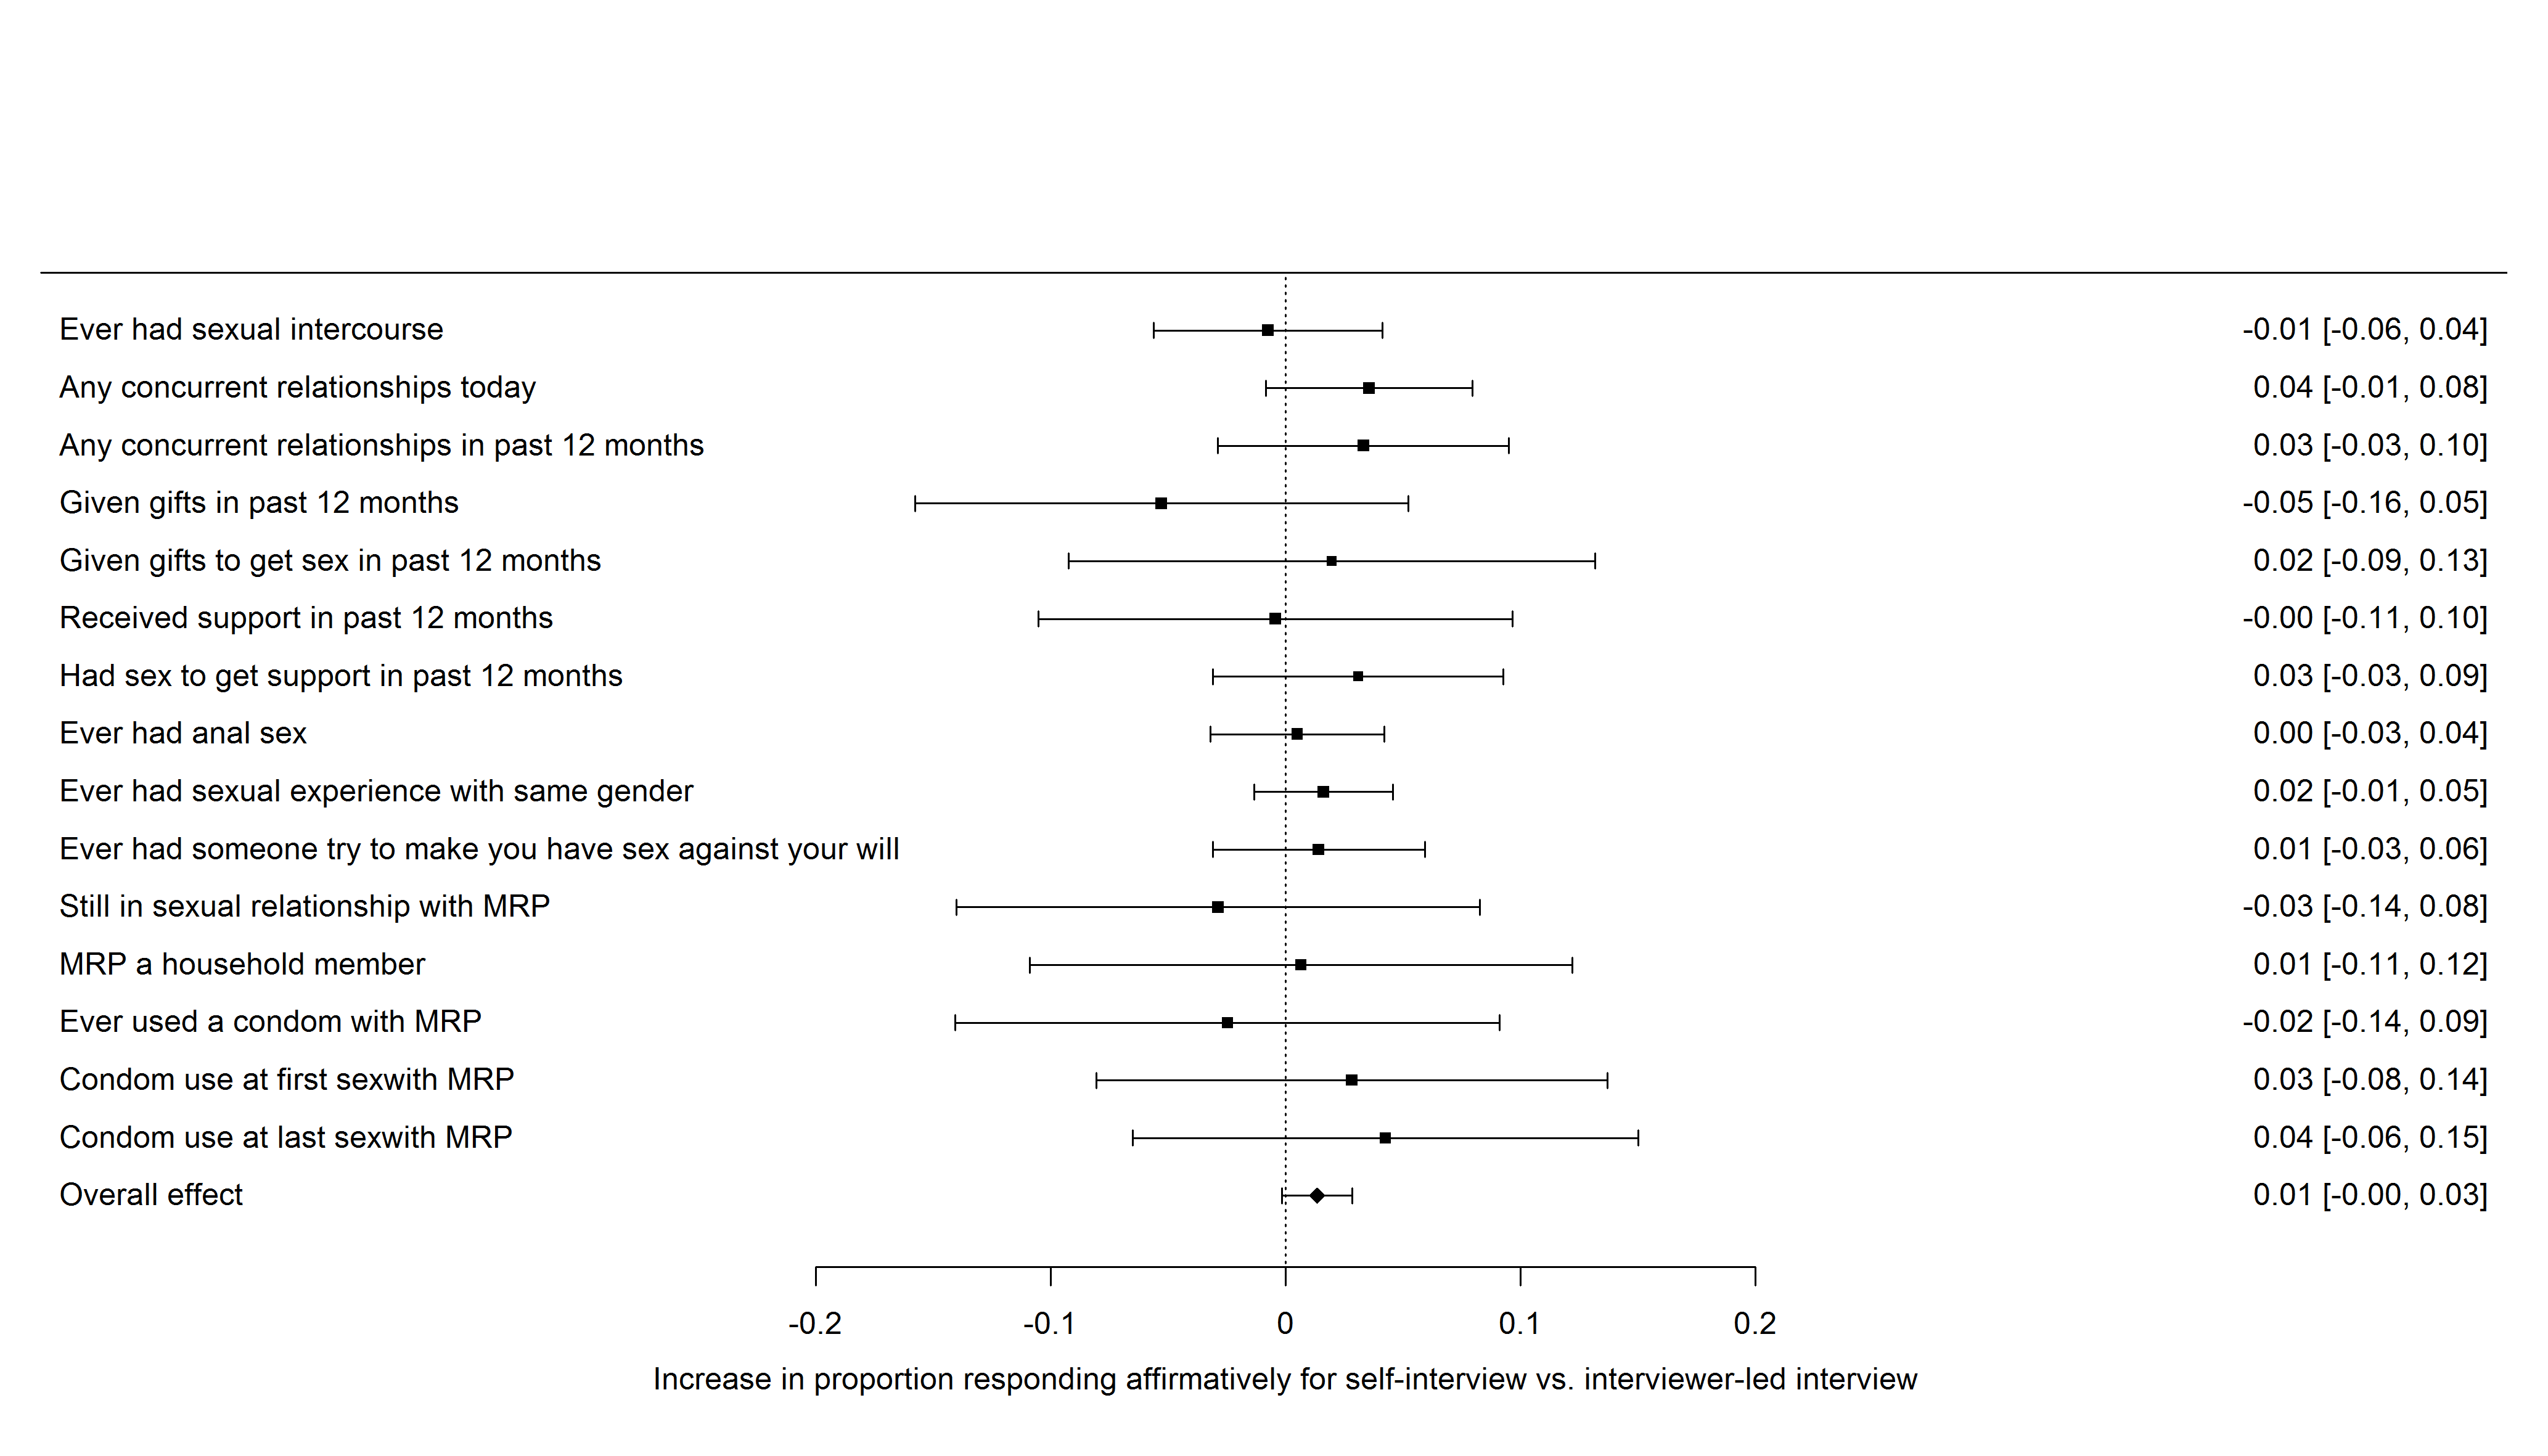 Ever had sexual intercourse -0.01 [-0.06, 0.04]
Any concurrent relationships today 0.04 [-0.01, 0.08]
Any concurrent relationships in past 12 months 0.03 [-0.03, 0.10]
Given gifts in past 12 months -0.05 [-0.16, 0.05]
Given gifts to get sex in past 12 months 0.02 [-0.09, 0.13]
Received support in past 12 months -0.00 [-0.11, 0.10]
Had sex to get support in past 12 months 0.03 [-0.03, 0.09]
Ever had anal sex 0.00 [-0.03, 0.04]
Ever had sexual experience with same gender 0.02 [-0.01, 0.05]
Ever had someone try to make you have sex against your will 0.01 [-0.03, 0.06]
Still in sexual relationship with MRP -0.03 [-0.14, 0.08]
MRP a household member 0.01 [-0.11, 0.12]
Ever used a condom with MRP -0.02 [-0.14, 0.09]
Condom use at first sexwith MRP 0.03 [-0.08, 0.14]
Condom use at last sexwith MRP 0.04 [-0.06, 0.15]
Overall effect 0.01 [-0.00, 0.03]
-0.2 -0.1 0 0.1 0.2
Increase in proportion responding affirmatively for self-interview vs. interviewer-led interview